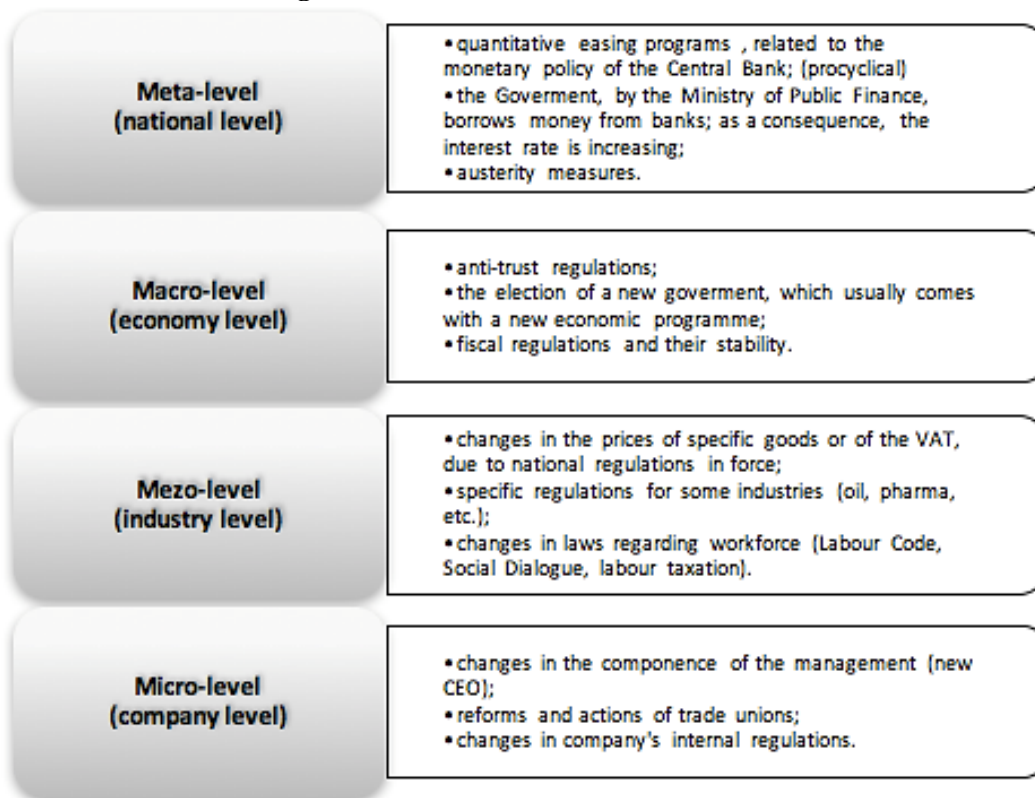 Meta-level
(national level)
•quantitative easing programs , related to the
monetary policy of the Central Bank; (procyclical)
•the Goverment, by the Ministry of Public Finance,
borrows money from banks; as a consequence, the
interest rate is increasing;
•austerity measures.
Macro-level
(economy level)
•anti-trust regulations;
•the election of a new goverment, which usually comes
with a new economic programme;
•fiscal regulations and their stability.
Mezo-level
(industry level)
•changes in the prices of specific goods or of the VAT,
due to national regulations in force;
•specific regulations for some industries (oil, pharma,
etc.);
•changes in laws regarding workforce (Labour Code,
Social Dialogue, labour taxation).
Micro-level
(company level)
•changes in the componence of the management (new
CEO);
•reforms and actions of trade unions;
•changes in company's internal regulations.